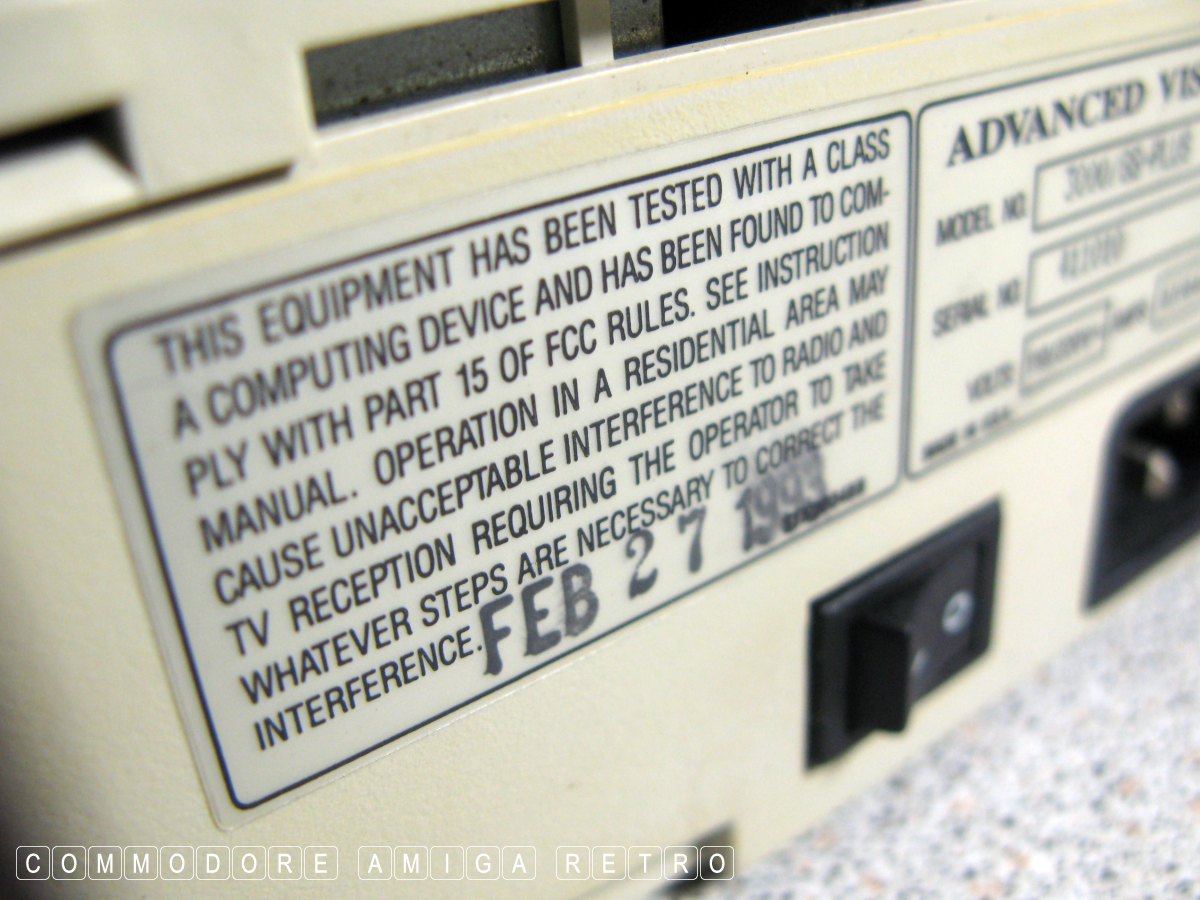 THIS EQUIPMENT HAS BEEN TESTED WITH A CLASS
A COMPUTING DEVICE AND HAS BEEN FOUND TO COM-
PLY WITH PART 15 OF FCC RULES. SEE INSTRUCTION
MANUAL. OPERATION IN A RESIDENTIAL AREA MAY
CAUSE UNACCEPTABLE INTERFERENCE TO RADIO AND
TV RECEPTION REQUIRING THE OPERATOR TO TAKE
WHATEVER STEPS ARE NECESSARY TO CORRECT THE
INTERFERENCE.
FEB 27 1993
ADVANCED VIS
MODEL NO.
SERIAL NO.
VOLTS
MADE IN U.S.A.
COMMODORE AMIGA RETRO